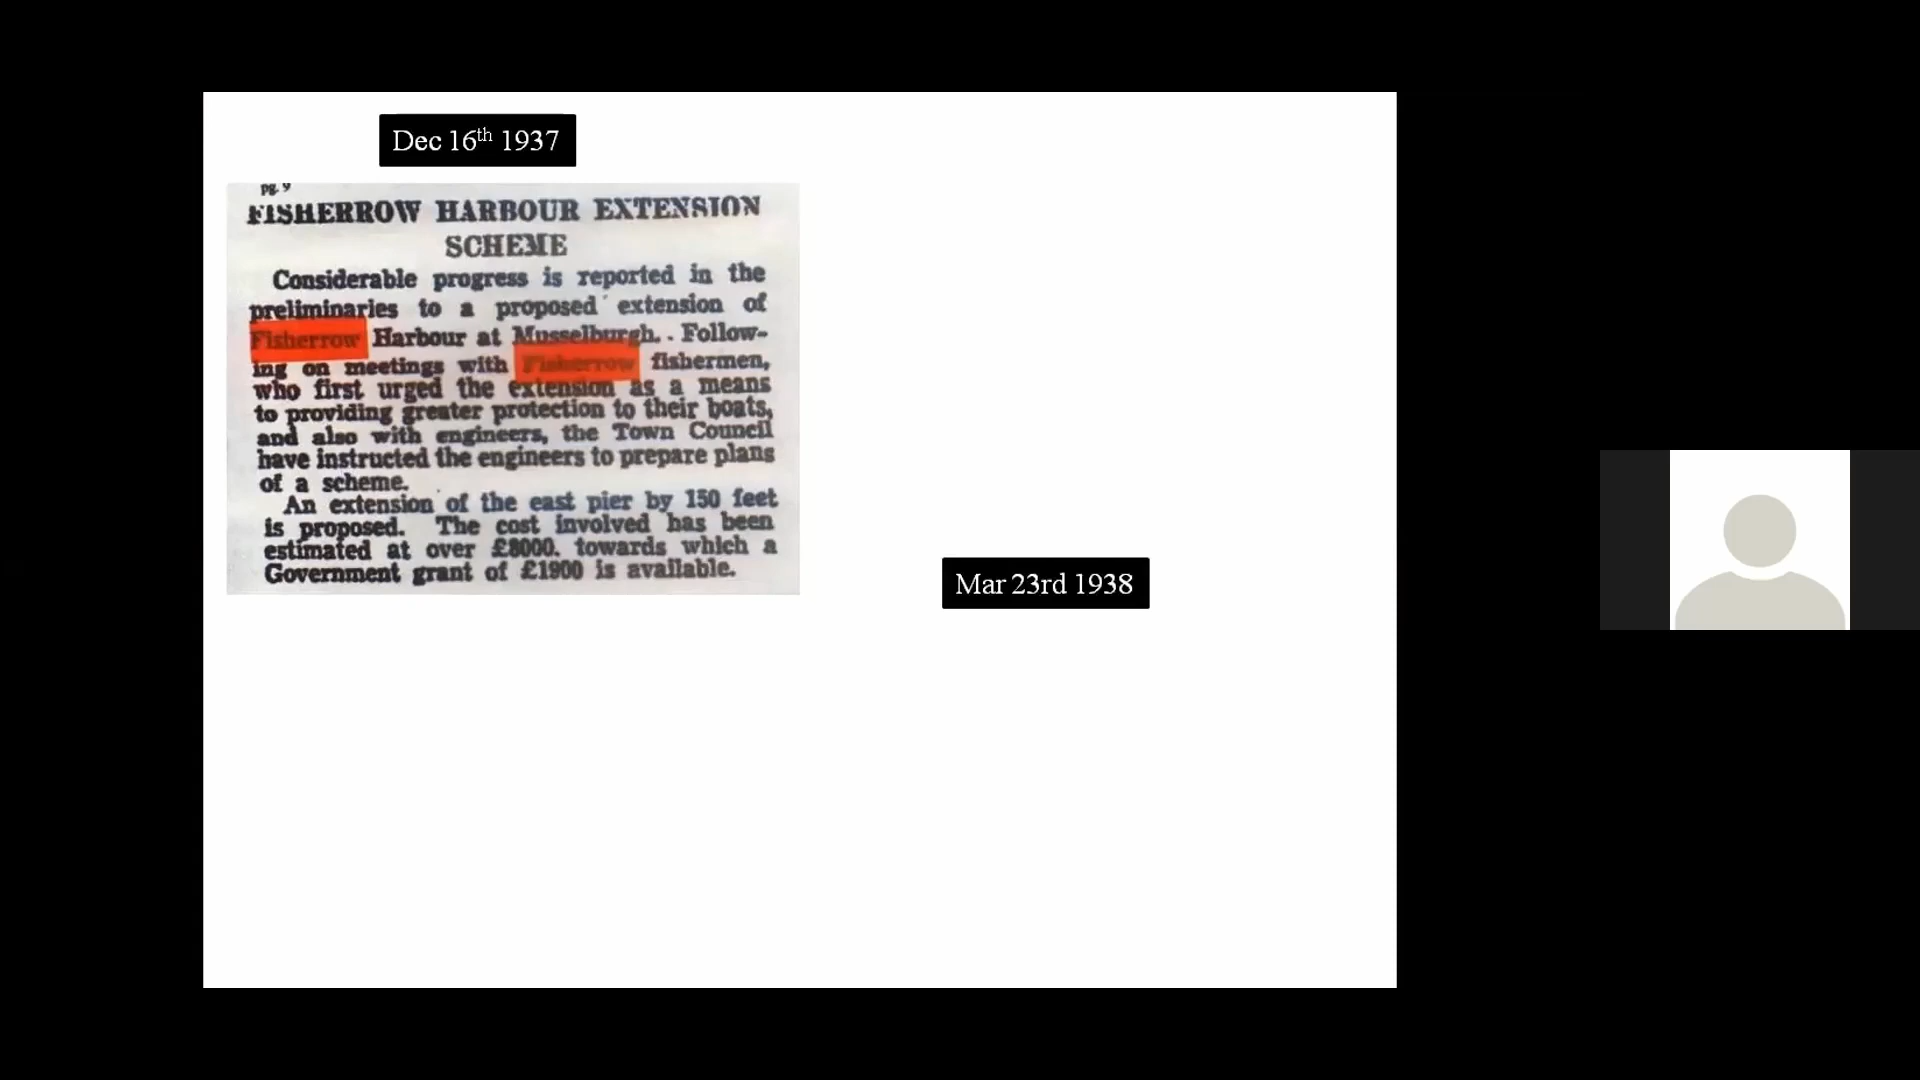 Dec 16th 1937
pg. 9
FISHERROW HARBOUR EXTENSION
SCHEME
Considerable progress is reported in the
preliminaries to a proposed extension of
Fisherrow Harbour at Musselburgh. Follow-
ing on meetings with Fisherrow fishermen,
who first urged the extension as a means
to providing greater protection to their boats,
and also with engineers, the Town Council
have instructed the engineers to prepare plans
of a scheme.
An extension of the east pier by 150 feet
is proposed. The cost involved has been
estimated at over £8000, towards which a
Government grant of £1900 is available.
Mar 23rd 1938